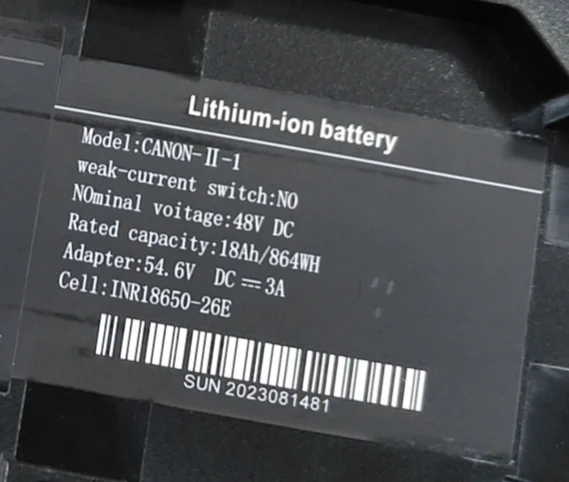 Lithium-ion battery
Model:CANON-II-1
weak-current switch:NO
NOminal voitage:48V DC
Rated capacity:18Ah/864WH
Adapter:54.6V DC⎓3A
Cell:INR18650-26E
SUN 2023081481